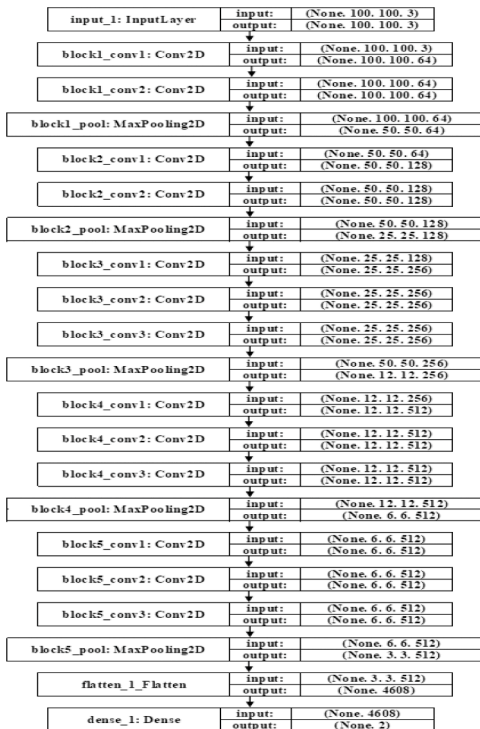 input_1: InputLayer
input: (None. 100. 100. 3)
output: (None. 100. 100. 3)
block1_conv1: Conv2D
input: (None. 100. 100. 3)
output: (None. 100. 100. 64)
block1_conv2: Conv2D
input: (None. 100. 100. 64)
output: (None. 100. 100. 64)
block1_pool: MaxPooling2D
input: (None. 100. 100. 64)
output: (None. 50. 50. 64)
block2_conv1: Conv2D
input: (None. 50. 50. 64)
output: (None. 50. 50. 128)
block2_conv2: Conv2D
input: (None. 50. 50. 128)
output: (None. 50. 50. 128)
block2_pool: MaxPooling2D
input: (None. 50. 50. 128)
output: (None. 25. 25. 128)
block3_conv1: Conv2D
input: (None. 25. 25. 128)
output: (None. 25. 25. 256)
block3_conv2: Conv2D
input: (None. 25. 25. 256)
output: (None. 25. 25. 256)
block3_conv3: Conv2D
input: (None. 25. 25. 256)
output: (None. 25. 25. 256)
block3_pool: MaxPooling2D
input: (None. 50. 50. 256)
output: (None. 12. 12. 256)
block4_conv1: Conv2D
input: (None. 12. 12. 256)
output: (None. 12. 12. 512)
block4_conv2: Conv2D
input: (None. 12. 12. 512)
output: (None. 12. 12. 512)
block4_conv3: Conv2D
input: (None. 12. 12. 512)
output: (None. 12. 12. 512)
block4_pool: MaxPooling2D
input: (None. 12. 12. 512)
output: (None. 6. 6. 512)
block5_conv1: Conv2D
input: (None. 6. 6. 512)
output: (None. 6. 6. 512)
block5_conv2: Conv2D
input: (None. 6. 6. 512)
output: (None. 6. 6. 512)
block5_conv3: Conv2D
input: (None. 6. 6. 512)
output: (None. 6. 6. 512)
block5_pool: MaxPooling2D
input: (None. 6. 6. 512)
output: (None. 3. 3. 512)
flatten_1_Flatten
input: (None. 3. 3. 512)
output: (None. 4608)
dense_1: Dense
input: (None. 4608)
output: (None. 2)